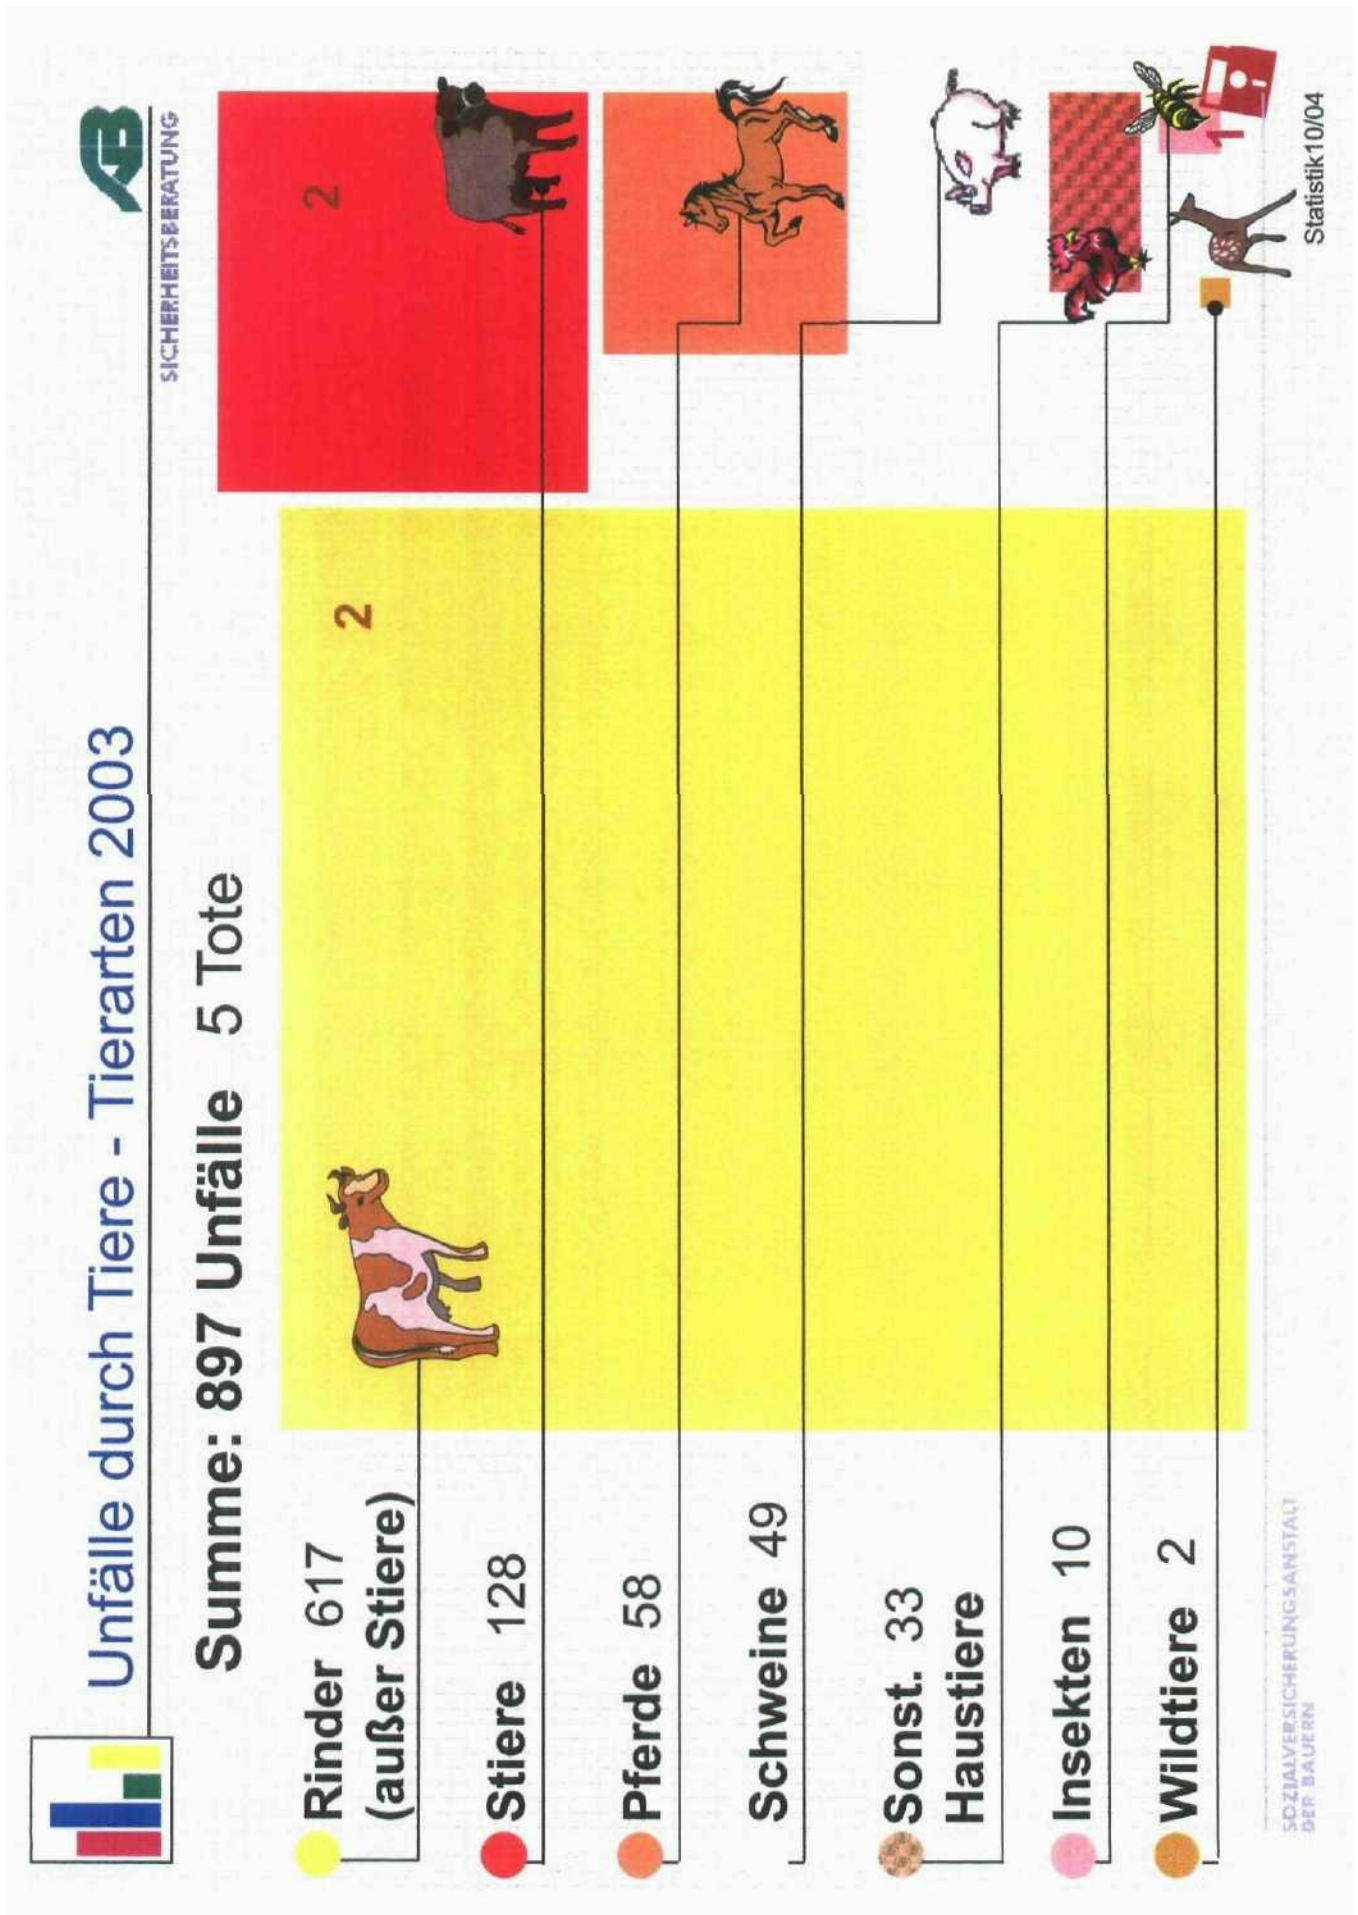 Unfälle durch Tiere - Tierarten 2003
SICHERHEITSBERATUNG
Summe: 897 Unfälle 5 Tote
Rinder 617
(außer Stiere)
2
2
Stiere 128
Pferde 58
Schweine 49
Sonst. 33
Haustiere
Insekten 10
1
Wildtiere 2
SOZIALVERSICHERUNGSANSTALT
DER BAUERN
Statistik10/04